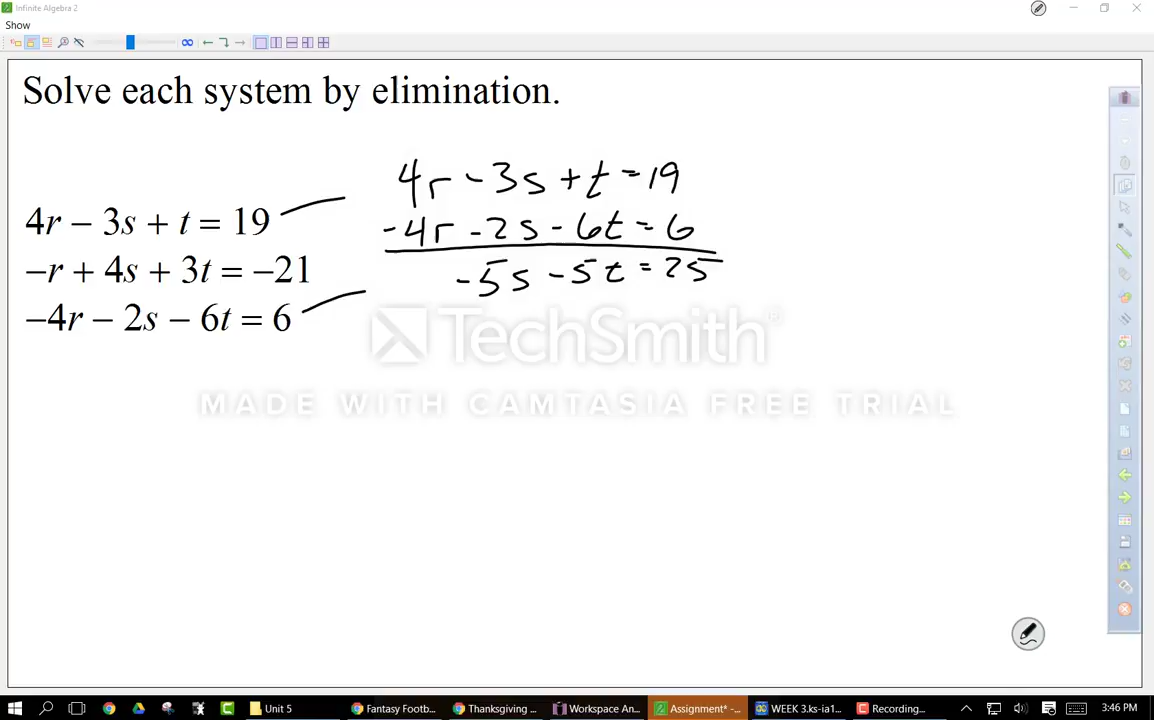 Infinite Algebra 2
Show
Solve each system by elimination.
4r − 3s + t = 19
−r + 4s + 3t = −21
−4r − 2s − 6t = 6
4r - 3s + t = 19
-4r - 2s - 6t = 6
-5s - 5t = 25
TechSmith®
MADE WITH CAMTASIA FREE TRIAL
Unit 5
Fantasy Footb...
Thanksgiving ...
Workspace An...
Assignment* -...
WEEK 3.ks-ia1...
Recording...
3:46 PM